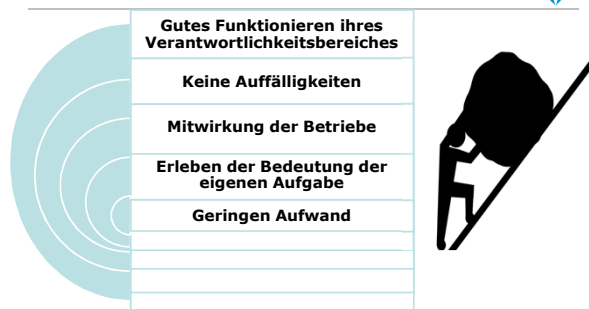 Gutes Funktionieren ihres
Verantwortlichkeitsbereiches
Keine Auffälligkeiten
Mitwirkung der Betriebe
Erleben der Bedeutung der
eigenen Aufgabe
Geringen Aufwand